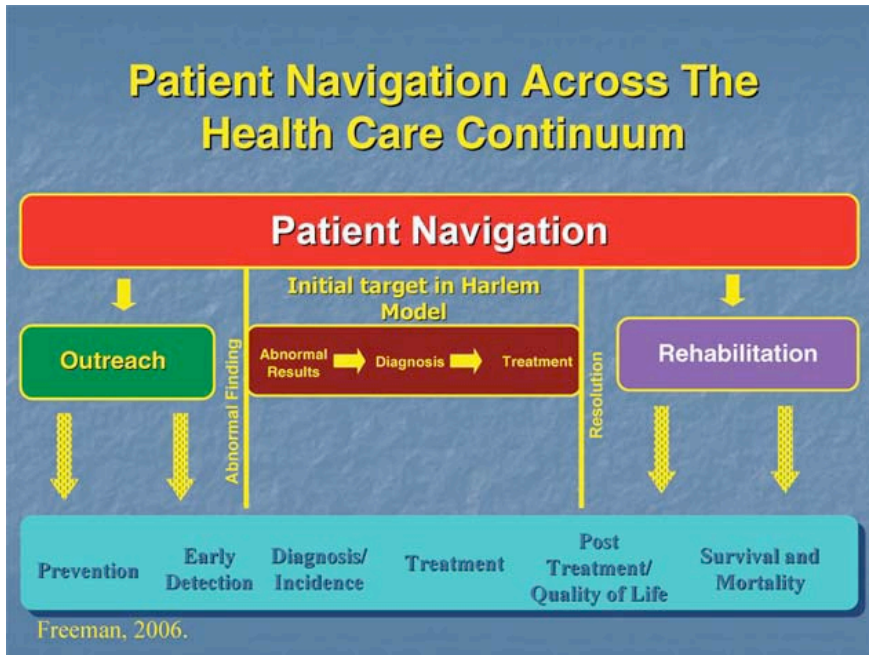 Patient Navigation Across The
Health Care Continuum
Patient Navigation
Initial target in Harlem
Model
Outreach
Abnormal Finding
Abnormal
Results
Diagnosis
Treatment
Resolution
Rehabilitation
Prevention
Early
Detection
Diagnosis/
Incidence
Treatment
Post
Treatment/
Quality of Life
Survival and
Mortality
Freeman, 2006.